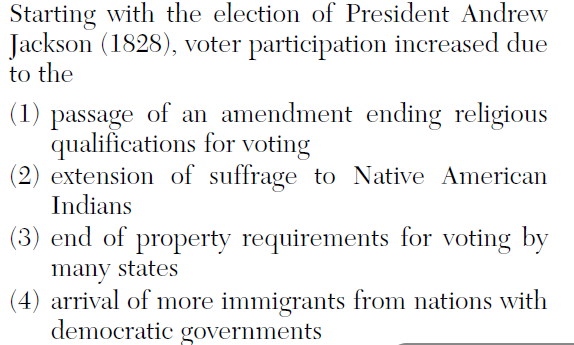 Starting with the election of President Andrew
Jackson (1828), voter participation increased due
to the
(1) passage of an amendment ending religious
qualifications for voting
(2) extension of suffrage to Native American
Indians
(3) end of property requirements for voting by
many states
(4) arrival of more immigrants from nations with
democratic governments